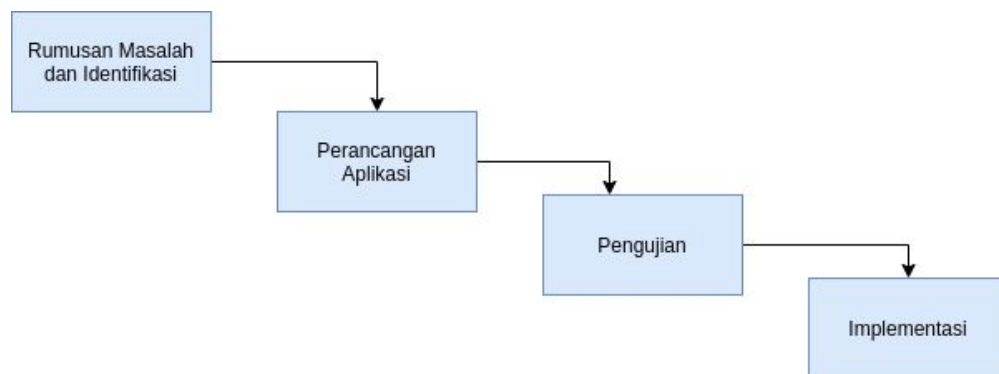 Rumusan Masalah
dan Identifikasi
Perancangan
Aplikasi
Pengujian
Implementasi